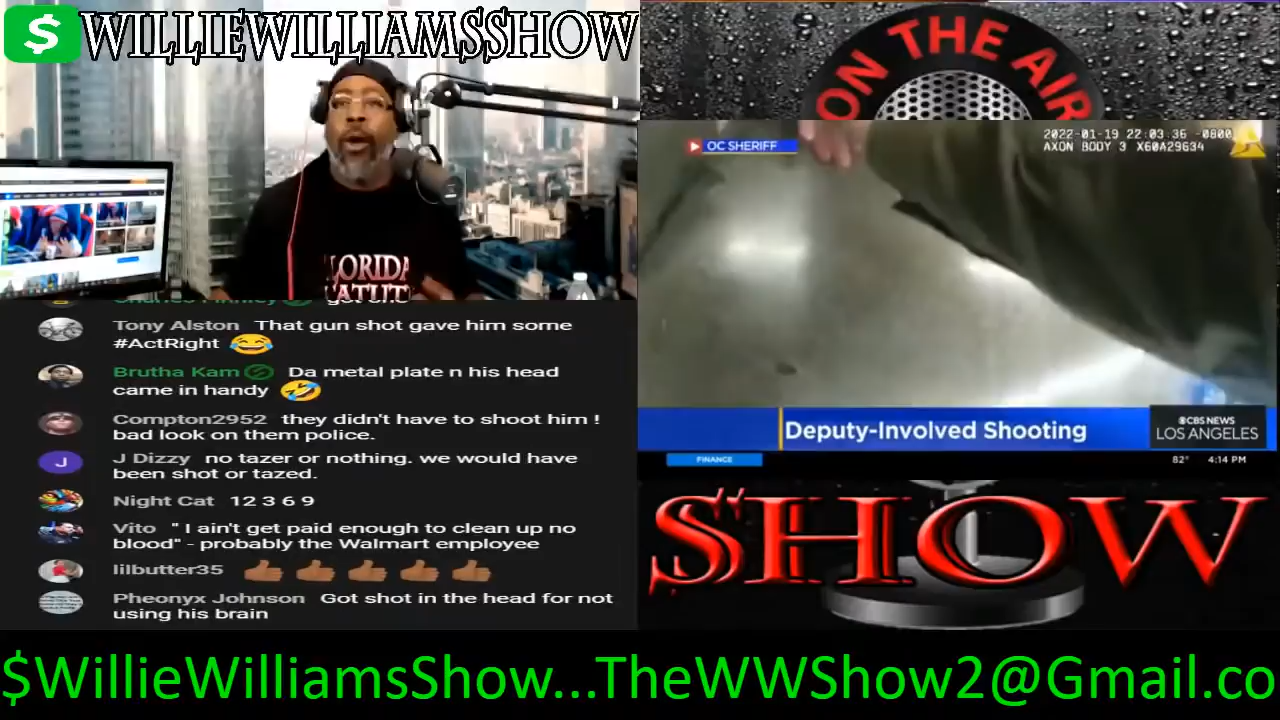 $
WILLIEWILLIAMSSHOW
ON THE AIR
OC SHERIFF
2022-01-19 22:03:36 -0800
AXON BODY 3 X60A29634
Tony Alston That gun shot gave him some
#ActRight 😂
Brutha Kam Da metal plate n his head
came in handy 🤣
Compton2952 they didn't have to shoot him !
bad look on them police.
J
J Dizzy no tazer or nothing. we would have
been shot or tazed.
Night Cat 12 3 6 9
Vito " I ain't get paid enough to clean up no
blood" - probably the Walmart employee
lilbutter35 👍🏾👍🏾👍🏾👍🏾👍🏾
Pheonyx Johnson Got shot in the head for not
using his brain
Deputy-Involved Shooting
CBS NEWS
LOS ANGELES
FINANCE
82° 4:14 PM
SHOW
$WillieWilliamsShow...TheWWShow2@Gmail.co